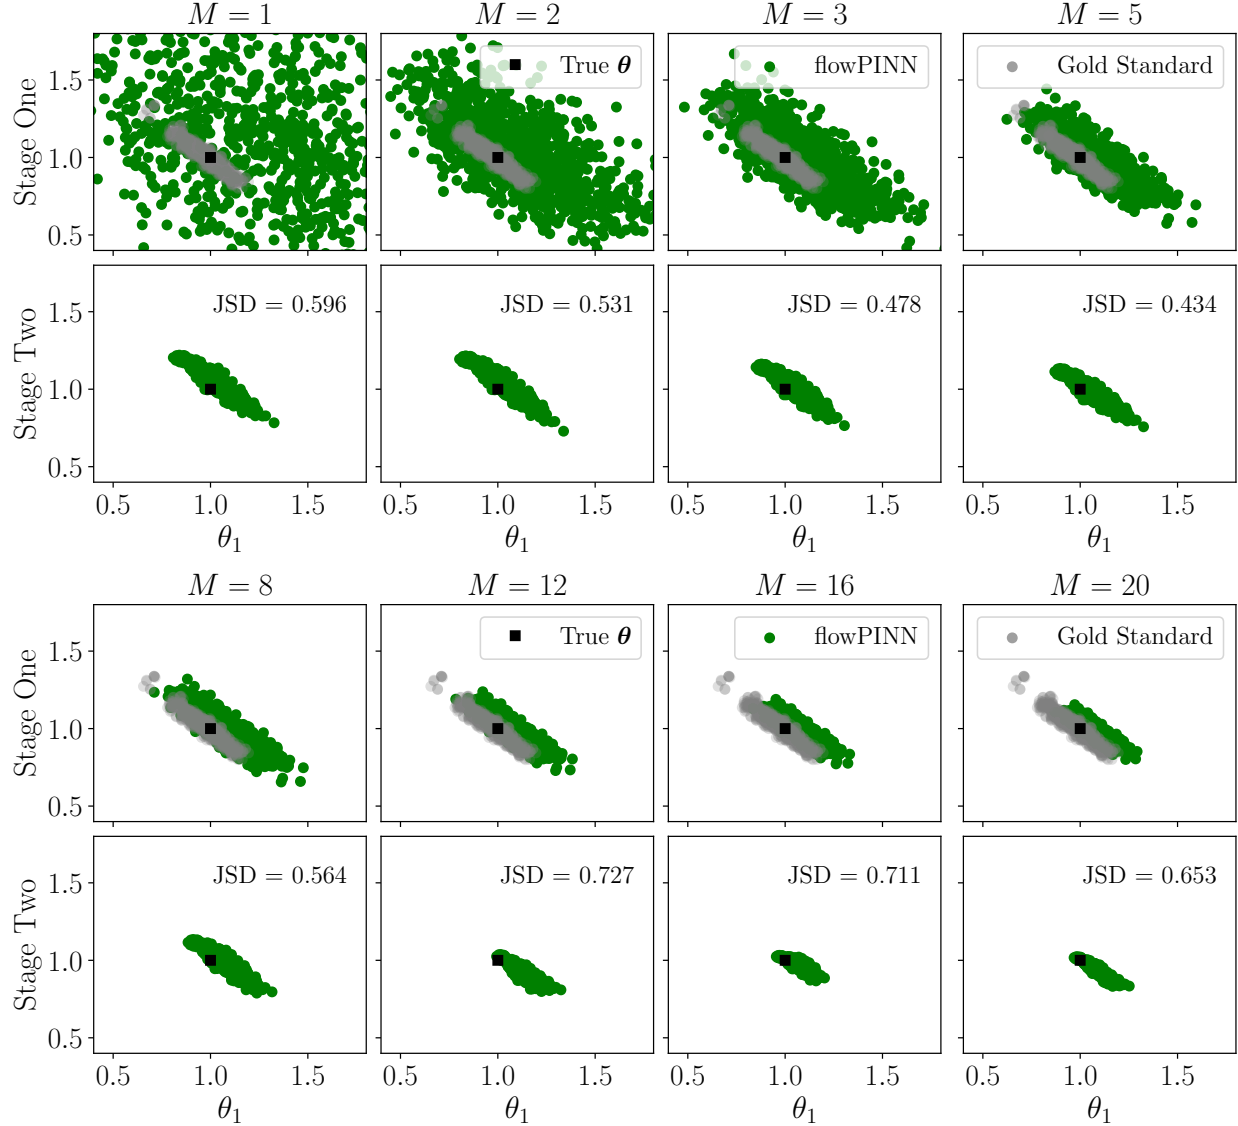 M = 1
M = 2
M = 3
M = 5
Stage One
1.5
1.0
0.5
True θ
flowPINN
Gold Standard
Stage Two
1.5
1.0
0.5
JSD = 0.596
JSD = 0.531
JSD = 0.478
JSD = 0.434
0.5 1.0 1.5
0.5 1.0 1.5
0.5 1.0 1.5
0.5 1.0 1.5
θ₁
θ₁
θ₁
θ₁
M = 8
M = 12
M = 16
M = 20
Stage One
1.5
1.0
0.5
True θ
flowPINN
Gold Standard
Stage Two
1.5
1.0
0.5
JSD = 0.564
JSD = 0.727
JSD = 0.711
JSD = 0.653
0.5 1.0 1.5
0.5 1.0 1.5
0.5 1.0 1.5
0.5 1.0 1.5
θ₁
θ₁
θ₁
θ₁